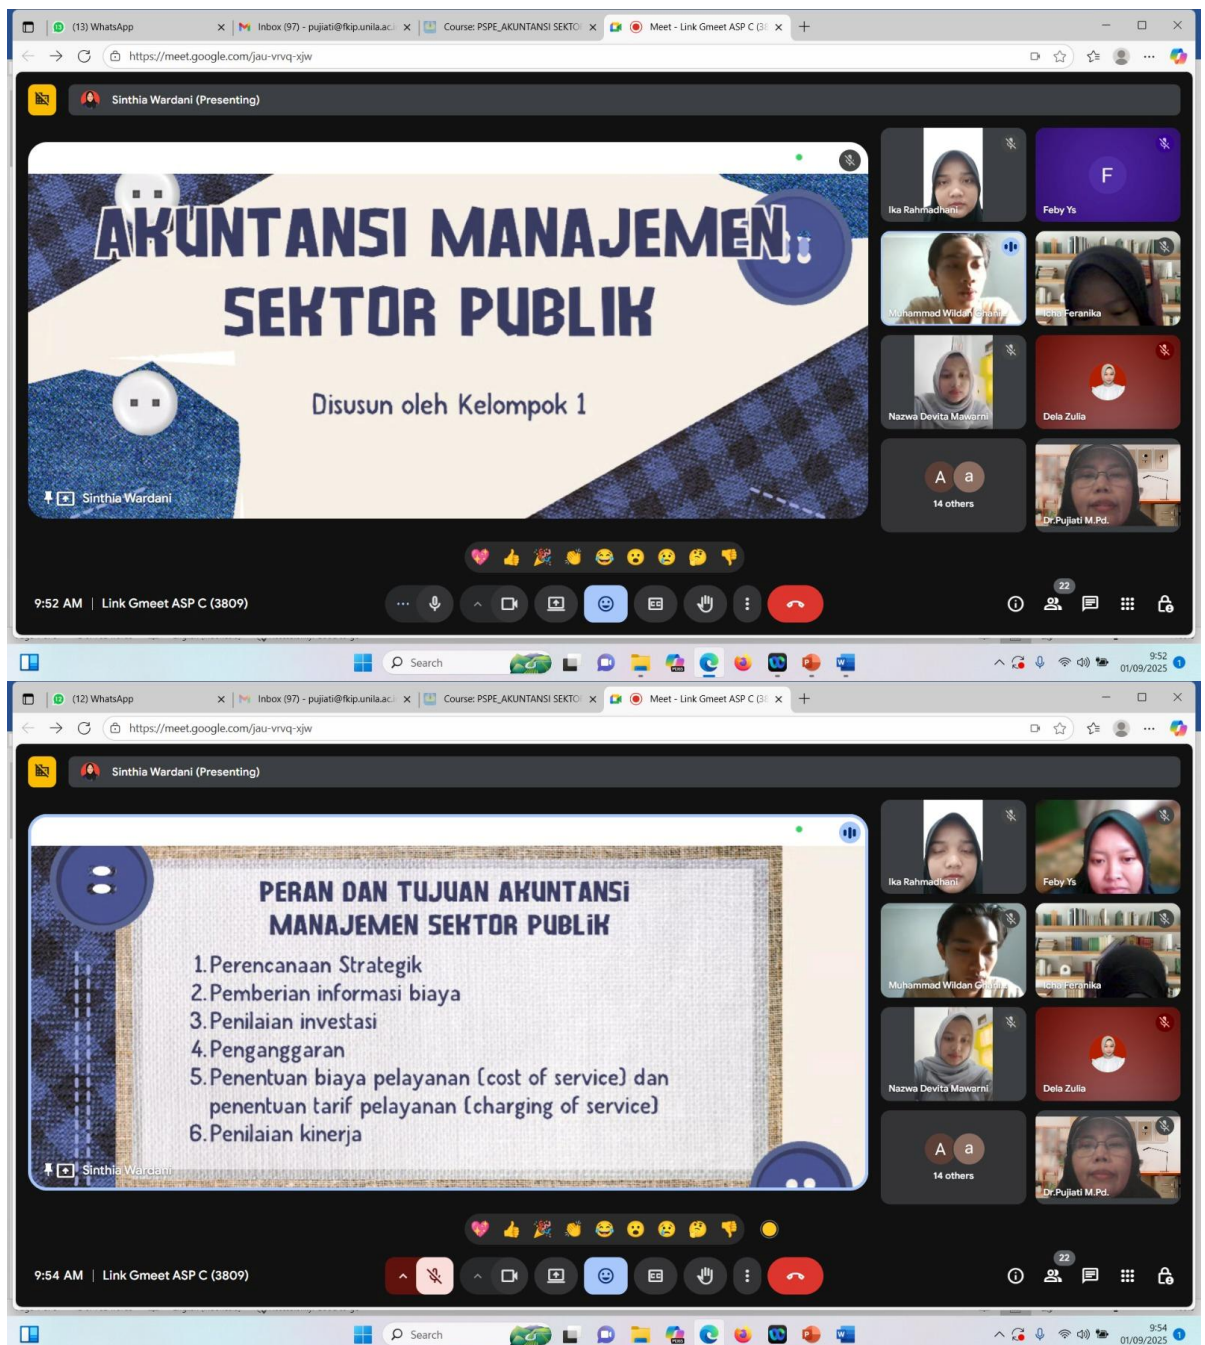 (13) WhatsApp
Inbox (97) - pujiati@fkip.unila.ac.i
Course: PSPE_AKUNTANSI SEKTO
Meet - Link Gmeet ASP C (38
https://meet.google.com/jau-vrvq-xjw
Sinthia Wardani (Presenting)
AKUNTANSI MANAJEMEN
SEKTOR PUBLIK
Disusun oleh Kelompok 1
Sinthia Wardani
Ika Rahmadhani
F
Feby Ys
Muhammad Wildan Ghani
Icha Feranika
Nazwa Devita Mawarni
Dela Zulia
A a
14 others
Dr.Pujiati M.Pd.
9:52 AM | Link Gmeet ASP C (3809)
22
Search
9:52
01/09/2025
(12) WhatsApp
Inbox (97) - pujiati@fkip.unila.ac.i
Course: PSPE_AKUNTANSI SEKTO
Meet - Link Gmeet ASP C (38
https://meet.google.com/jau-vrvq-xjw
Sinthia Wardani (Presenting)
PERAN DAN TUJUAN AKUNTANSI
MANAJEMEN SEKTOR PUBLIK
1. Perencanaan Strategik
2. Pemberian informasi biaya
3. Penilaian investasi
4. Penganggaran
5. Penentuan biaya pelayanan (cost of service) dan
penentuan tarif pelayanan (charging of service)
6. Penilaian kinerja
Sinthia Wardani
Ika Rahmadhani
Feby Ys
Muhammad Wildan Ghani
Icha Feranika
Nazwa Devita Mawarni
Dela Zulia
A a
14 others
Dr.Pujiati M.Pd.
9:54 AM | Link Gmeet ASP C (3809)
22
Search
9:54
01/09/2025